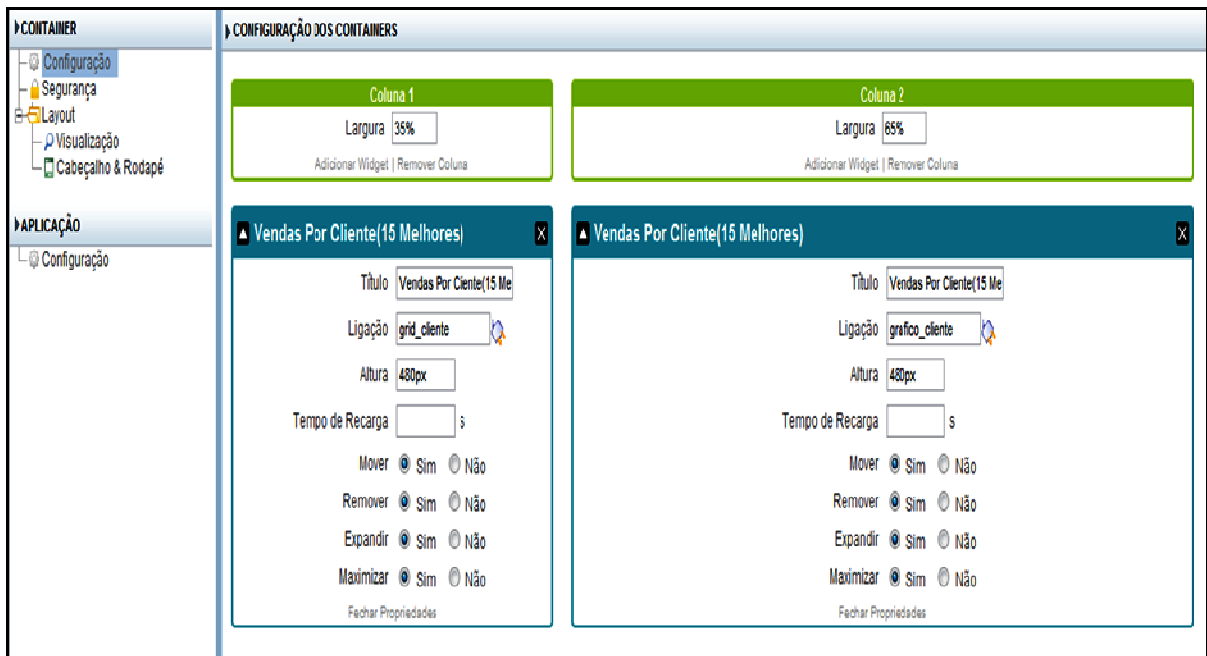 CONTAINER
Configuração
Segurança
Layout
Visualização
Cabeçalho & Rodapé
APLICAÇÃO
Configuração
CONFIGURAÇÃO DOS CONTAINERS
Coluna 1
Largura 35%
Adicionar Widget | Remover Coluna
Coluna 2
Largura 65%
Adicionar Widget | Remover Coluna
Vendas Por Cliente(15 Melhores)
Título Vendas Por Ciente(15 Me
Ligação grid_cliente
Altura 480px
Tempo de Recarga s
Mover Sim Não
Remover Sim Não
Expandir Sim Não
Maximizar Sim Não
Fechar Propriedades
Vendas Por Cliente(15 Melhores)
Título Vendas Por Ciente(15 Me
Ligação grafico_cliente
Altura 480px
Tempo de Recarga s
Mover Sim Não
Remover Sim Não
Expandir Sim Não
Maximizar Sim Não
Fechar Propriedades